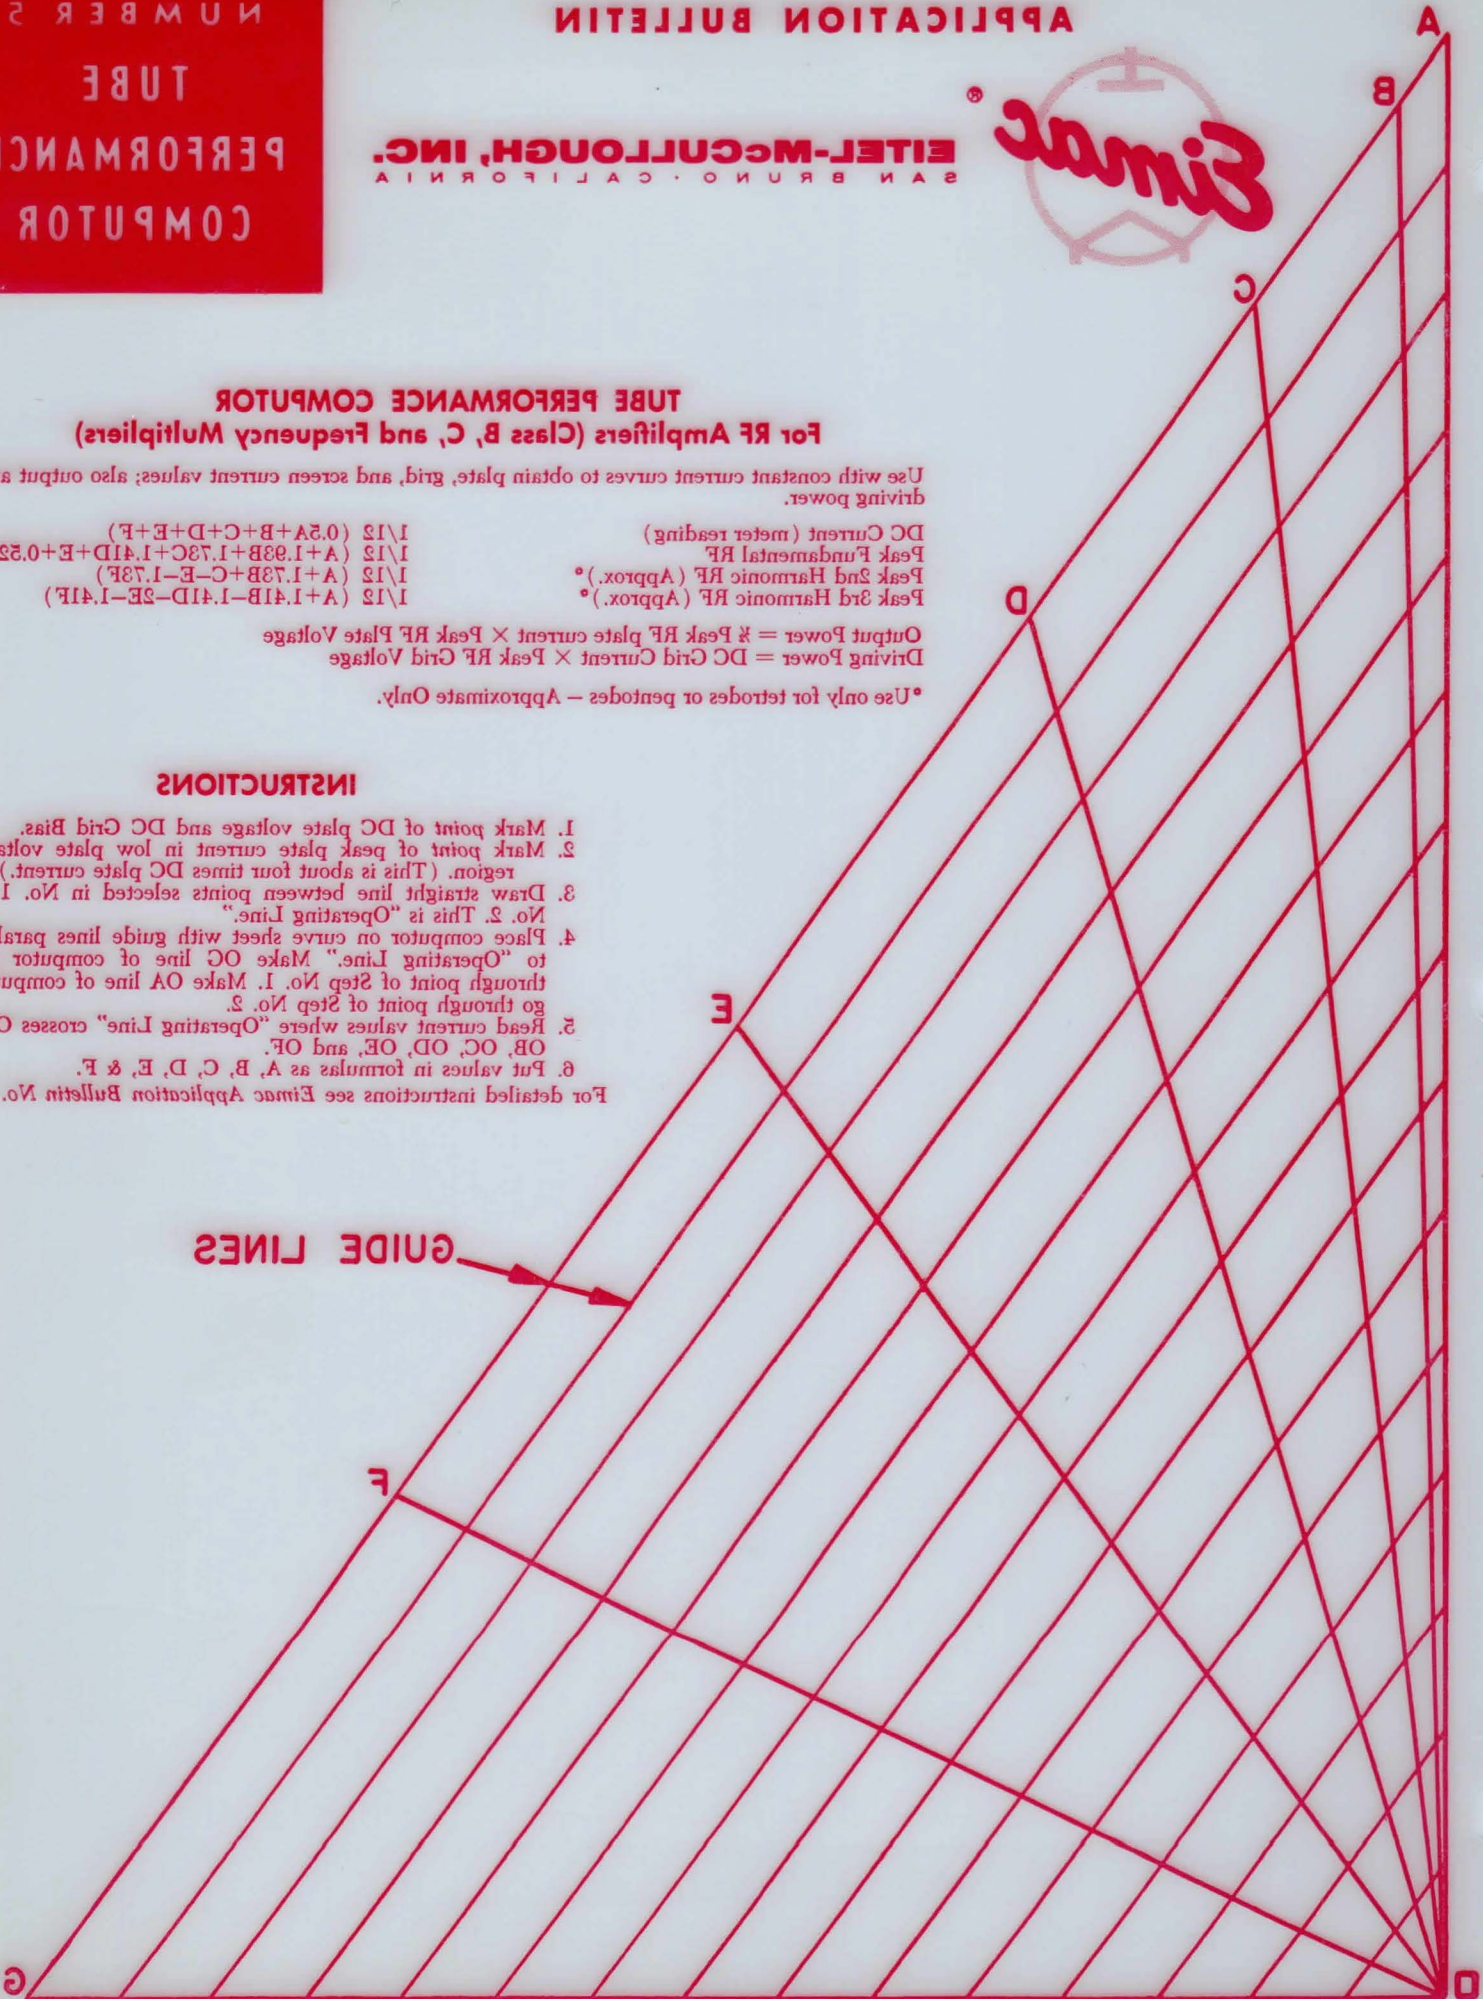 APPLICATION BULLETIN
NUMBER 5
TUBE
PERFORMANC
COMPUTOR
Eimac ®
EITEL-McCULLOUGH, INC.
SAN BRUNO · CALIFORNIA
TUBE PERFORMANCE COMPUTOR
For RF Amplifiers (Class B, C, and Frequency Multipliers)
Use with constant current curves to obtain plate, grid, and screen current values; also output a
driving power.
DC Current (meter reading) 1/12 (0.5A+B+C+D+E+F)
Peak Fundamental RF 1/12 (A+1.93B+1.73C+1.41D+E+0.52
Peak 2nd Harmonic RF (Approx.)* 1/12 (A+1.73B+C–E–1.73F)
Peak 3rd Harmonic RF (Approx.)* 1/12 (A+1.41B–1.41D–2E–1.41F)
Output Power = ½ Peak RF plate current × Peak RF Plate Voltage
Driving Power = DC Grid Current × Peak RF Grid Voltage
*Use only for tetrodes or pentodes – Approximate Only.
INSTRUCTIONS
1. Mark point of DC plate voltage and DC Grid Bias.
2. Mark point of peak plate current in low plate volta
region. (This is about four times DC plate current.)
3. Draw straight line between points selected in No. 1
No. 2. This is "Operating Line."
4. Place computor on curve sheet with guide lines paral
to "Operating Line." Make OG line of computor
through point of Step No. 1. Make OA line of compu
go through point of Step No. 2.
5. Read current values where "Operating Line" crosses O
OB, OC, OD, OE, and OF.
6. Put values in formulas as A, B, C, D, E, & F.
For detailed instructions see Eimac Application Bulletin No.
GUIDE LINES
A
B
C
D
E
F
G
O